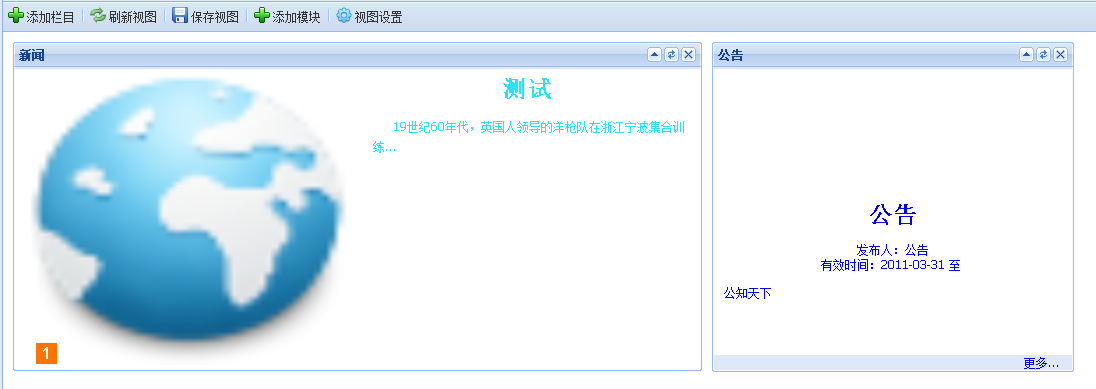 添加栏目 刷新视图 保存视图 添加模块 视图设置
新闻
测试
19世纪60年代，英国人领导的洋枪队在浙江宁波集合训
练...
1
公告
公告
发布人：公告
有效时间：2011-03-31 至
公知天下
更多...